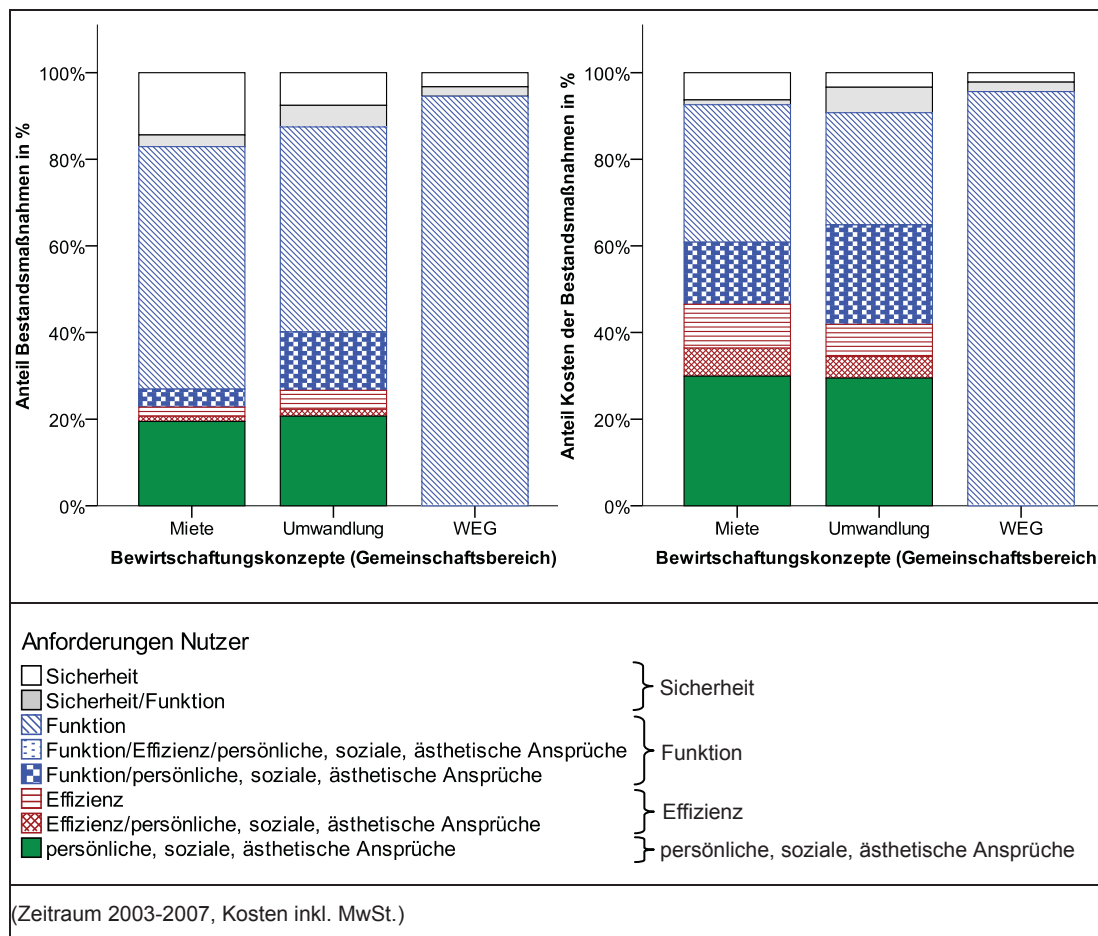 Anteil Bestandsmaßnahmen in %
100%
80%
60%
40%
20%
0%
Miete
Umwandlung
WEG
Bewirtschaftungskonzepte (Gemeinschaftsbereich)
Anteil Kosten der Bestandsmaßnahmen in %
100%
80%
60%
40%
20%
0%
Miete
Umwandlung
WEG
Bewirtschaftungskonzepte (Gemeinschaftsbereich
Anforderungen Nutzer
Sicherheit
Sicherheit/Funktion
Sicherheit
Funktion
Funktion/Effizienz/persönliche, soziale, ästhetische Ansprüche
Funktion/persönliche, soziale, ästhetische Ansprüche
Funktion
Effizienz
Effizienz/persönliche, soziale, ästhetische Ansprüche
Effizienz
persönliche, soziale, ästhetische Ansprüche
persönliche, soziale, ästhetische Ansprüche
(Zeitraum 2003-2007, Kosten inkl. MwSt.)